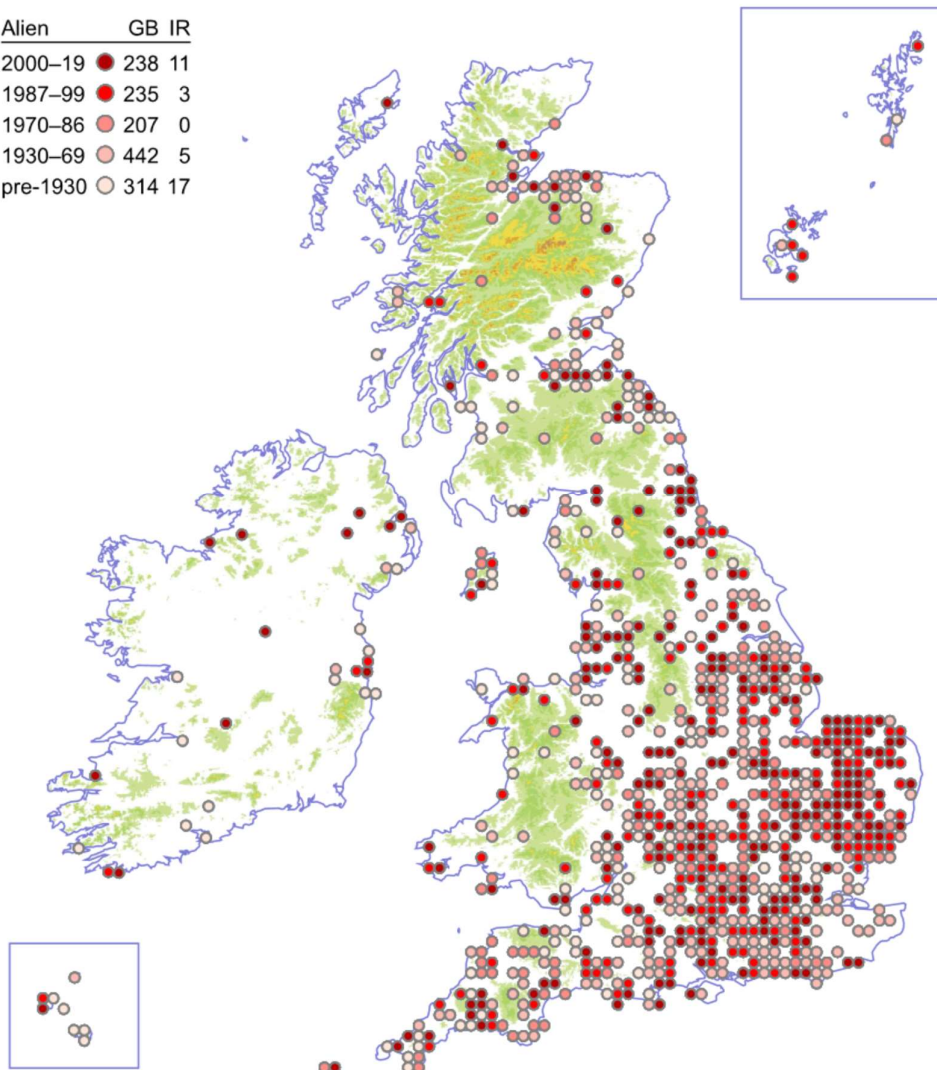 Alien GB IR
2000–19 238 11
1987–99 235 3
1970–86 207 0
1930–69 442 5
pre-1930 314 17